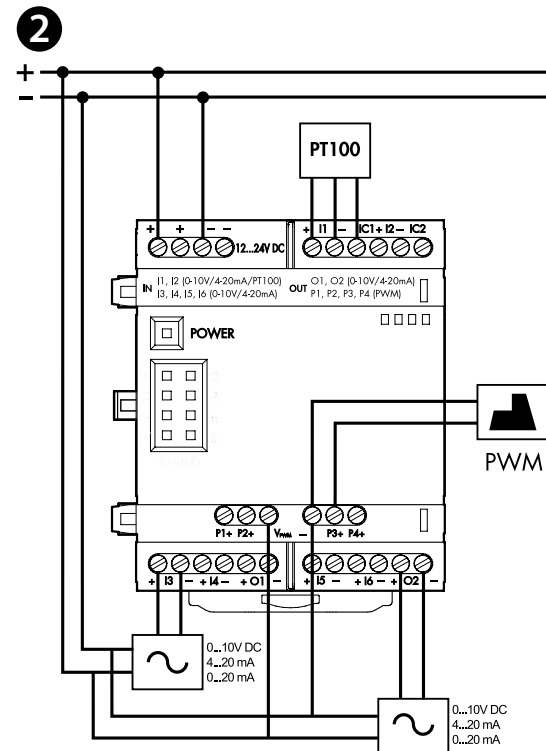 2
+
−
PT100
+ + − − 12...24V DC + I1 − IC1 + I2 − IC2
IN I1, I2 (0-10V/4-20mA/PT100) OUT O1, O2 (0-10V/4-20mA)
I3, I4, I5, I6 (0-10V/4-20mA) P1, P2, P3, P4 (PWM)
POWER
PWM
P1+ P2+ VPWM − P3+ P4+
+ I3 − + I4 − + O1 − + I5 − + I6 − + O2 −
0...10V DC
4...20 mA
0...20 mA
0...10V DC
4...20 mA
0...20 mA